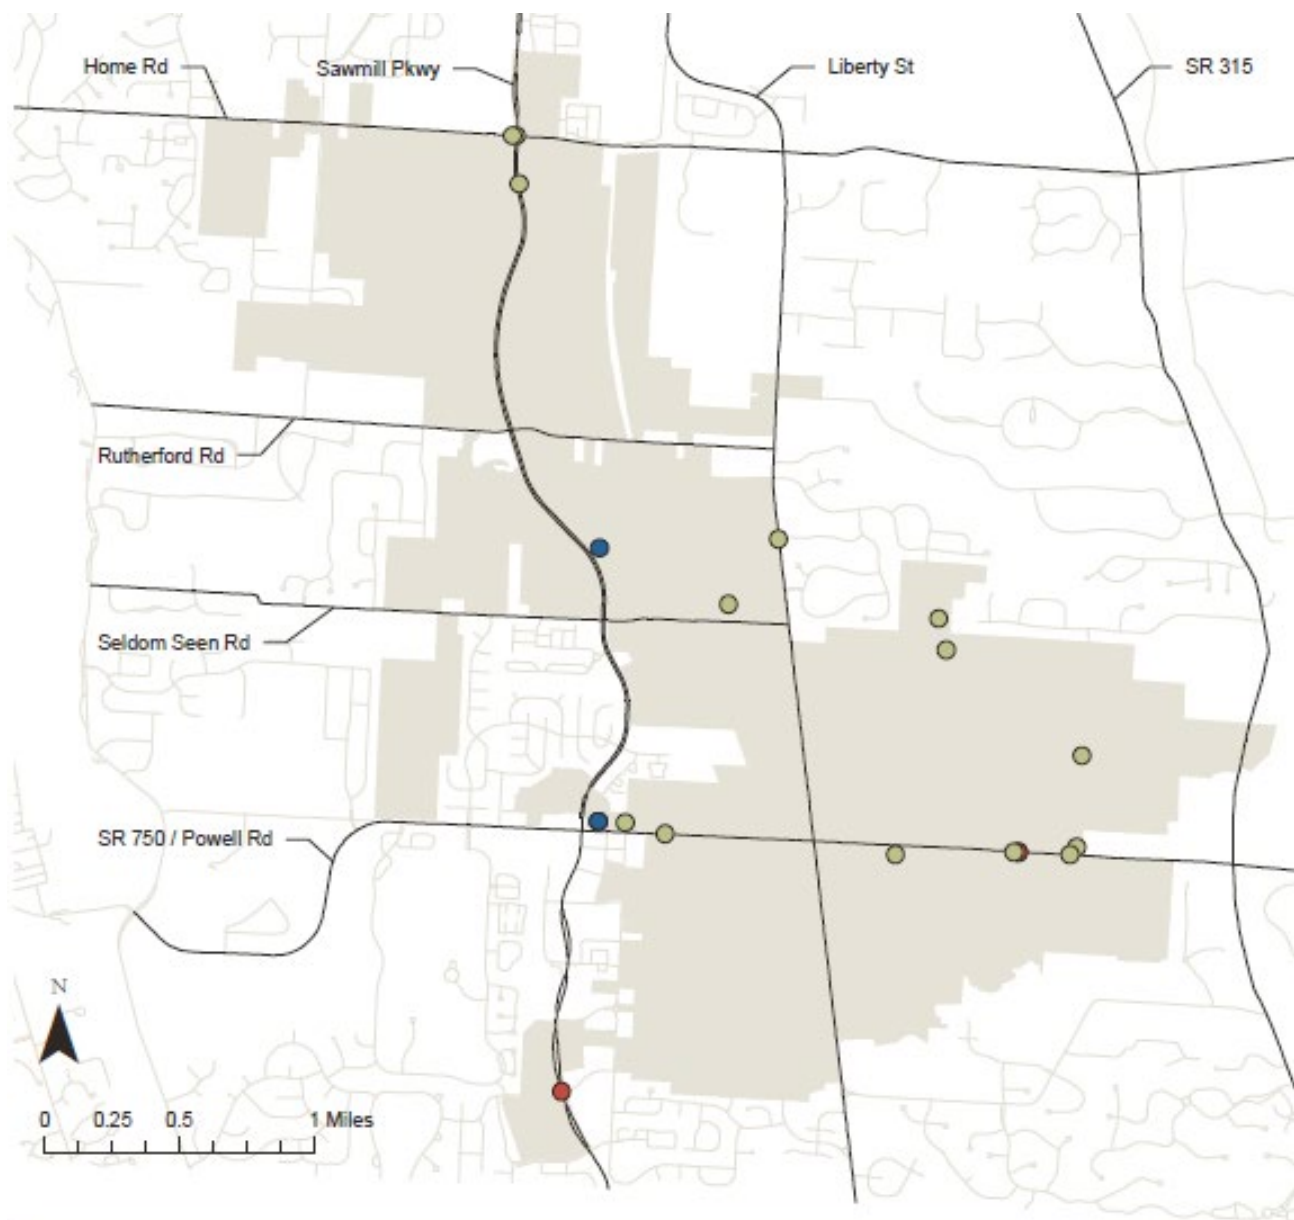 Home Rd
Sawmill Pkwy
Liberty St
SR 315
Rutherford Rd
Seldom Seen Rd
SR 750 / Powell Rd
N
0 0.25 0.5 1 Miles